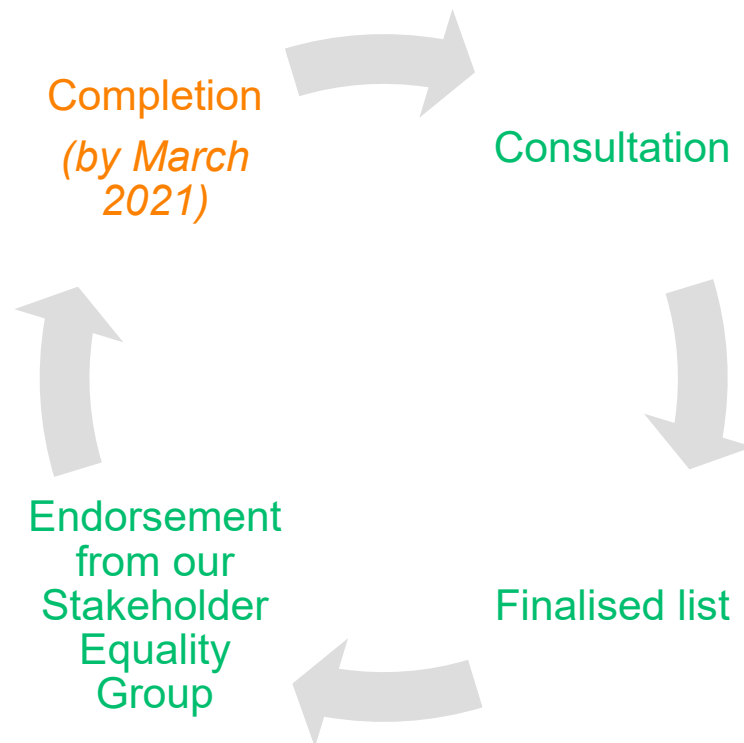 Completion
(by March
2021)
Consultation
Finalised list
Endorsement
from our
Stakeholder
Equality
Group